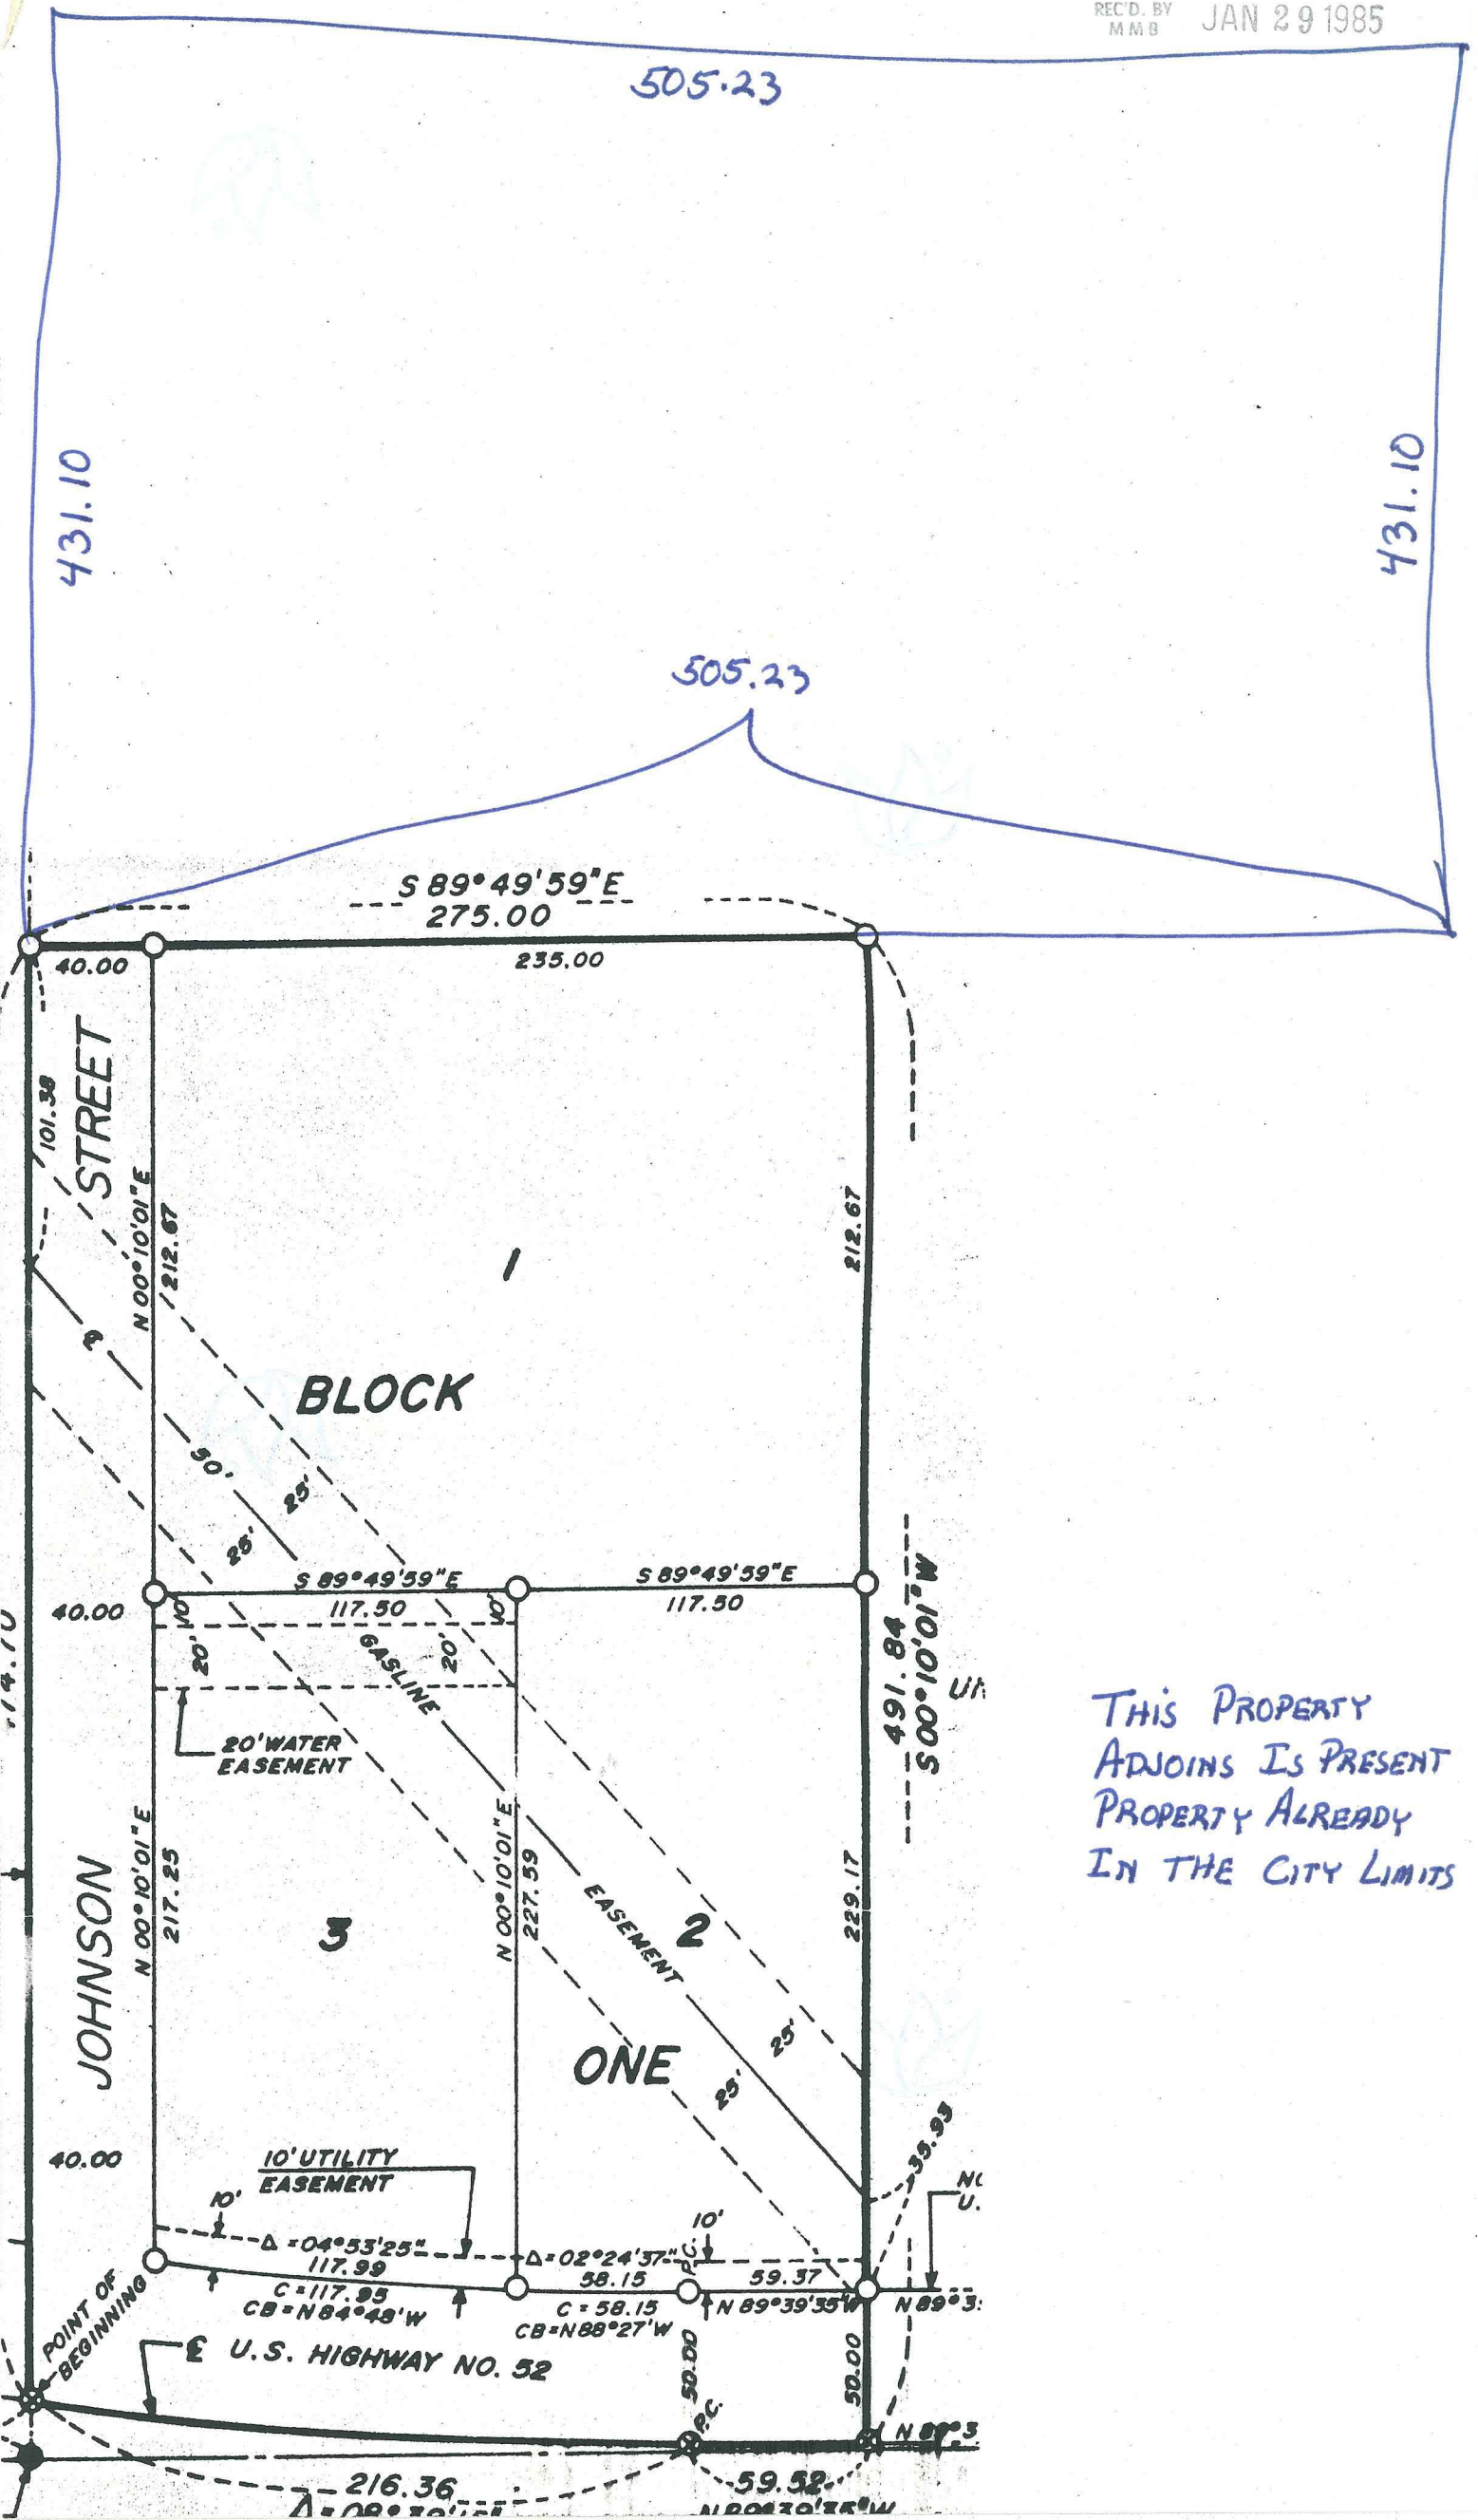 REC'D. BY
MMB
JAN 29 1985
505.23
431.10
431.10
505.23
S 89°49'59"E
275.00
40.00
235.00
101.38
STREET
N 00°10'01"E
212.67
212.67
1
BLOCK
50'
25'
25'
S 89°49'59"E
S 89°49'59"E
40.00
117.50
117.50
10'
10'
20'
20'
GASLINE
491.84
S 00°10'01"W
20' WATER
EASEMENT
THIS PROPERTY
ADJOINS IS PRESENT
PROPERTY ALREADY
IN THE CITY LIMITS
N 00°10'01"E
217.25
N 00°10'01"E
227.59
229.17
JOHNSON
3
EASEMENT
2
ONE
25'
25'
40.00
10' UTILITY
EASEMENT
35.93
10'
10'
Δ = 04°53'25"
Δ = 02°24'37"
P.C.
117.99
58.15
59.37
C = 117.95
C = 58.15
N 89°39'35"W
CB=N84°48'W
CB=N88°27'W
POINT OF
BEGINNING
U.S. HIGHWAY NO. 52
50.00
50.00
P.C.
216.36
59.52